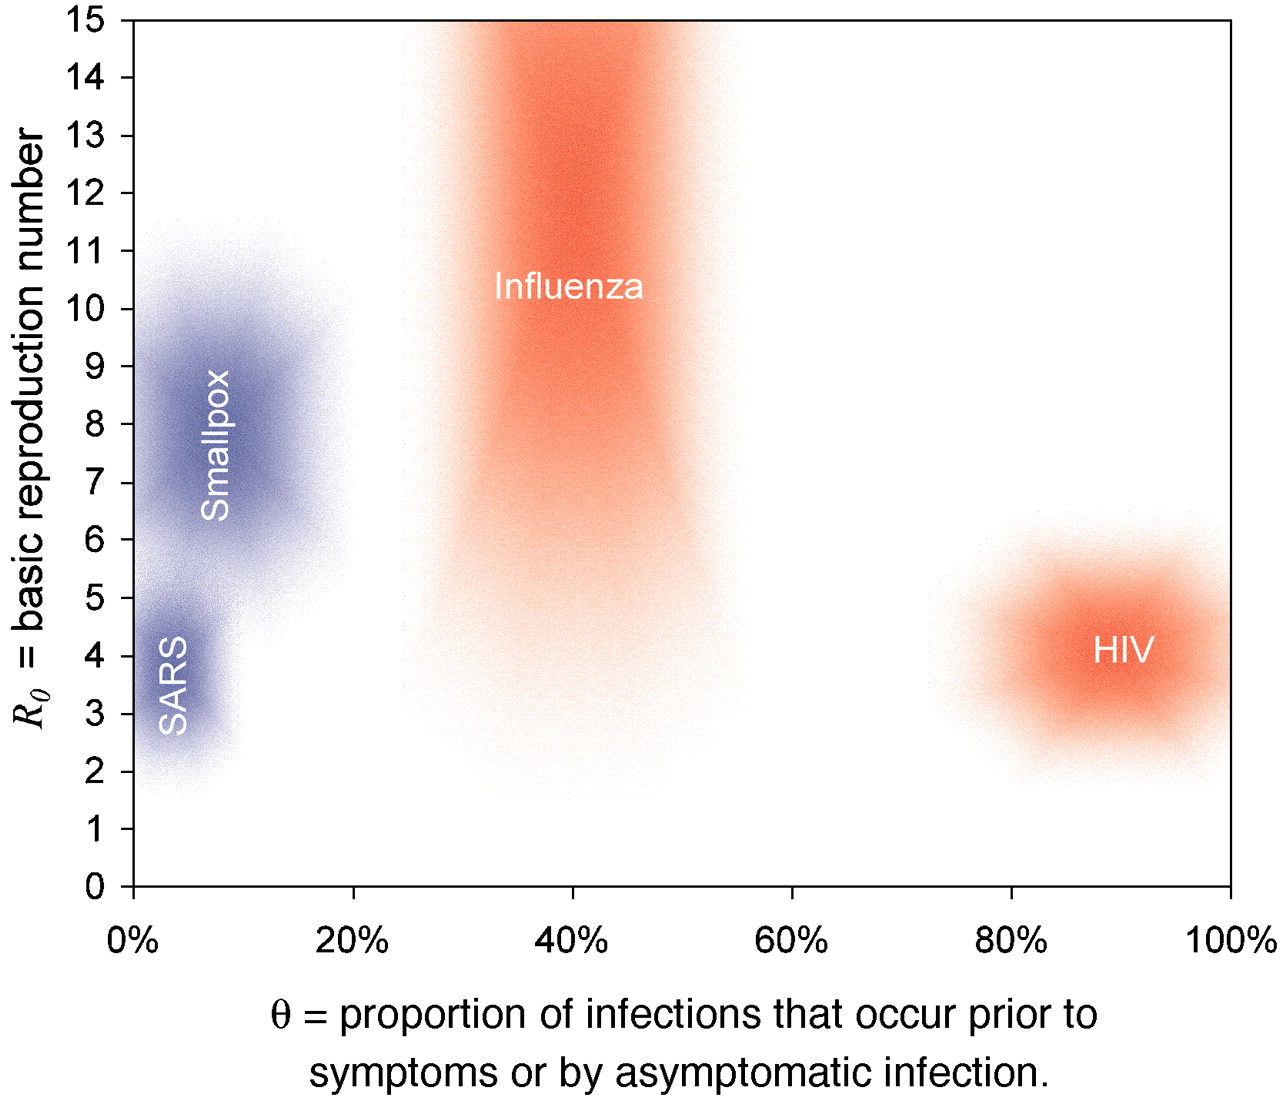 15
14
13
12
11
10
9
8
7
6
5
4
3
2
1
0
R0 = basic reproduction number
Influenza
Smallpox
SARS
HIV
0% 20% 40% 60% 80% 100%
θ = proportion of infections that occur prior to
symptoms or by asymptomatic infection.